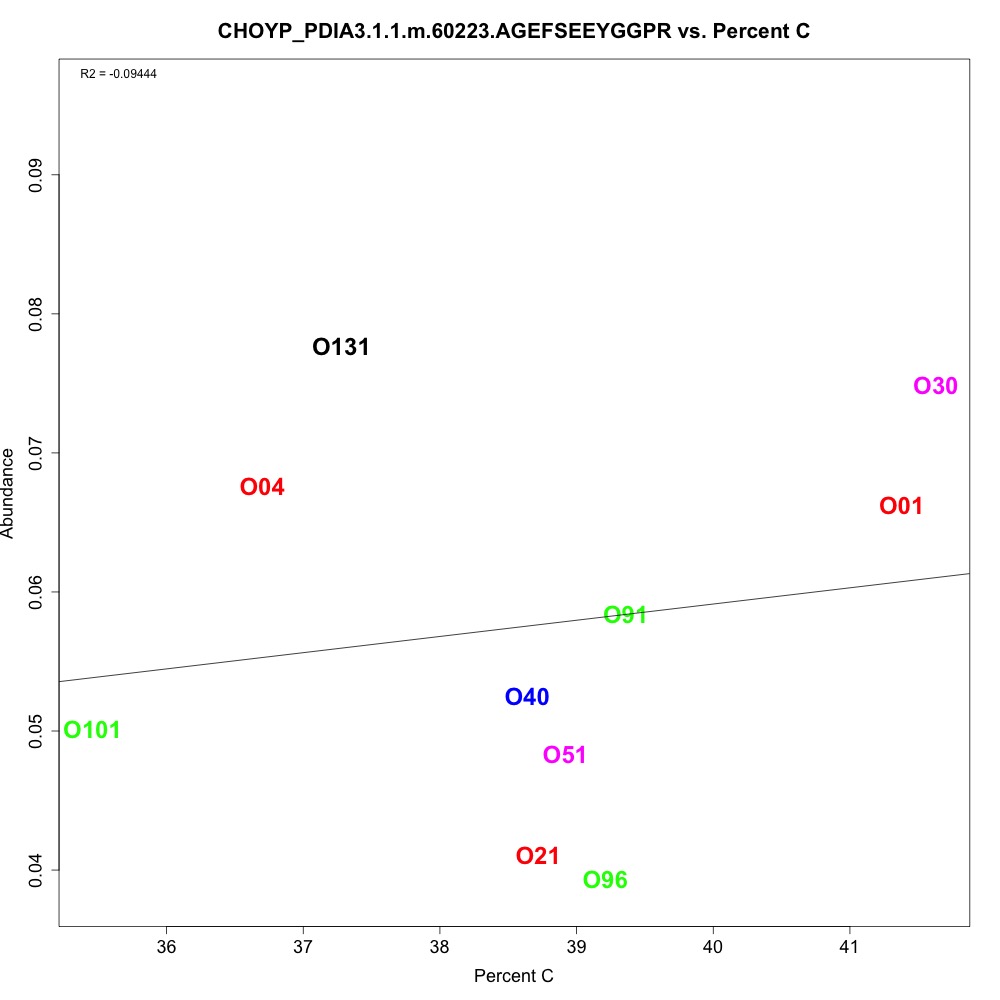 CHOYP_PDIA3.1.1.m.60223.AGEFSEEYGGPR vs. Percent C
R2 = -0.09444
0.09
0.08
O131
O30
0.07
Abundance
O04
O01
0.06
O91
O40
0.05
O101
O51
O21
0.04
O96
36 37 38 39 40 41
Percent C